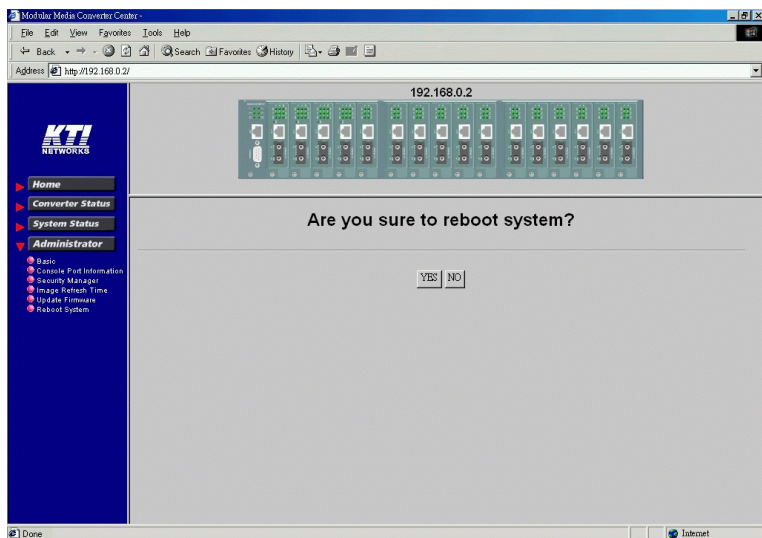 Modular Media Converter Center -
File Edit View Favorites Tools Help
Back Search Favorites History
Address http://192.168.0.2/
192.168.0.2
KTI
NETWORKS
Home
Converter Status
System Status
Administrator
Basic
Console Port Information
Security Manager
Image Refresh Time
Update Firmware
Reboot System
Are you sure to reboot system?
YES NO
Done Internet